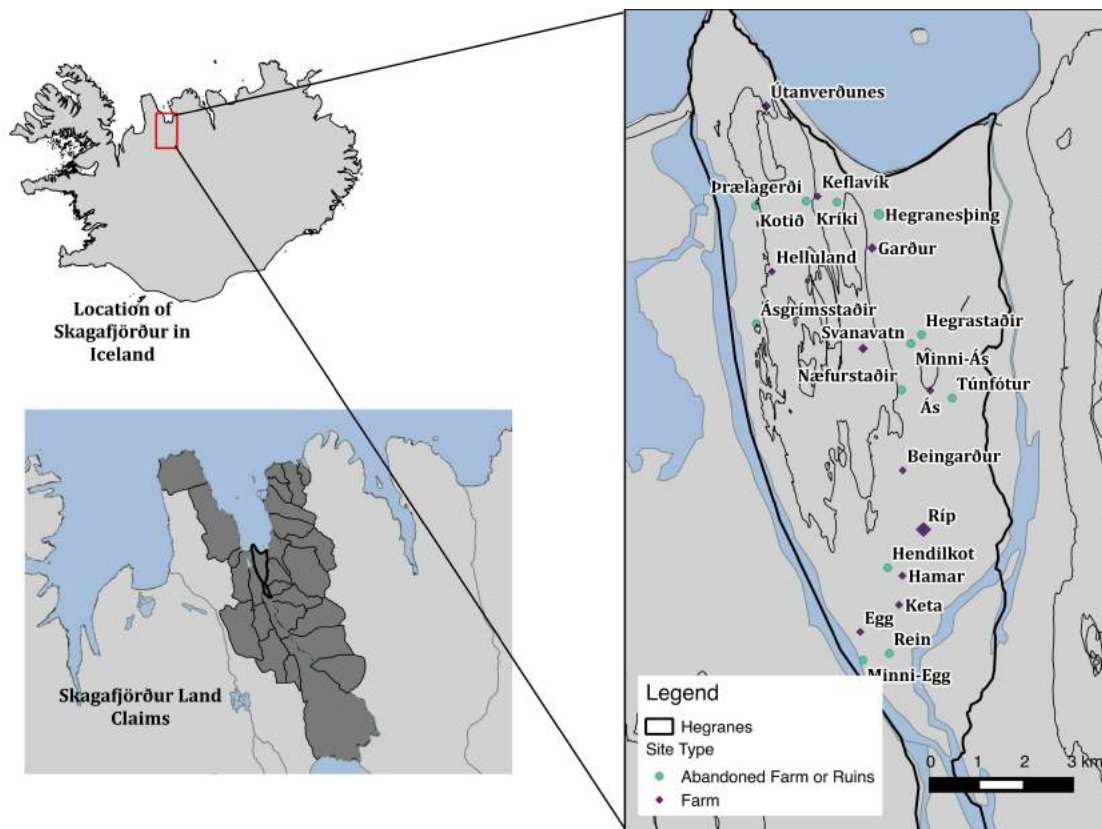 Location of
Skagafjörður in
Iceland
Skagafjörður Land
Claims
Útanverðunes
Þrælagerði
Keflavík
Kotið
Kríki
Hegranesþing
Garður
Helluland
Ásgrímsstaðir
Hegrastaðir
Svanavatn
Minni-Ás
Næfurstaðir
Túnfótur
Ás
Beingarður
Ríp
Hendilkot
Hamar
Keta
Egg
Rein
Minni-Egg
Legend
Hegranes
Site Type
Abandoned Farm or Ruins
Farm
0 1 2 3 km